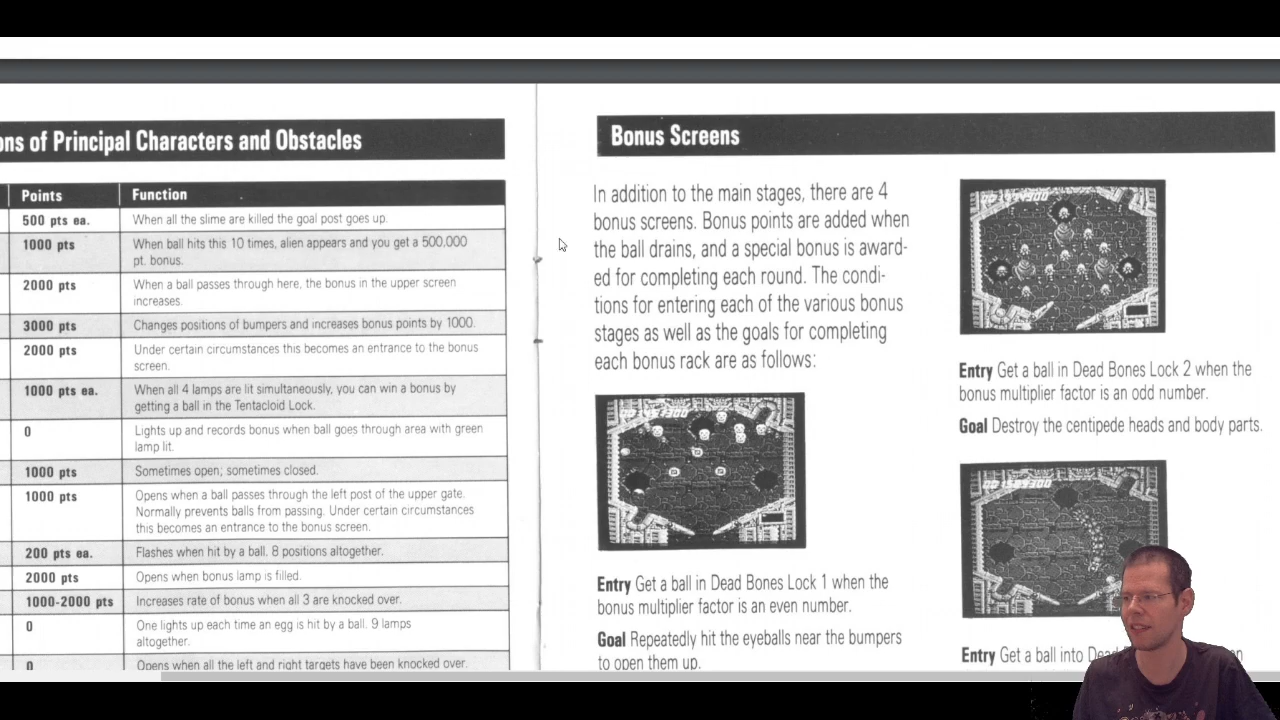 ons of Principal Characters and Obstacles
Points Function
500 pts ea. When all the slime are killed the goal post goes up.
1000 pts When ball hits this 10 times, alien appears and you get a 500,000
pt. bonus.
2000 pts When a ball passes through here, the bonus in the upper screen
increases.
3000 pts Changes positions of bumpers and increases bonus points by 1000.
2000 pts Under certain circumstances this becomes an entrance to the bonus
screen.
1000 pts ea. When all 4 lamps are lit simultaneously, you can win a bonus by
getting a ball in the Tentacloid Lock.
0 Lights up and records bonus when ball goes through area with green
lamp lit.
1000 pts Sometimes open; sometimes closed.
1000 pts Opens when a ball passes through the left post of the upper gate.
Normally prevents balls from passing. Under certain circumstances
this becomes an entrance to the bonus screen.
200 pts ea. Flashes when hit by a ball. 8 positions altogether.
2000 pts Opens when bonus lamp is filled.
1000-2000 pts Increases rate of bonus when all 3 are knocked over.
0 One lights up each time an egg is hit by a ball. 9 lamps
altogether.
0 Opens when all the left and right targets have been knocked over.
Bonus Screens
In addition to the main stages, there are 4
bonus screens. Bonus points are added when
the ball drains, and a special bonus is award-
ed for completing each round. The condi-
tions for entering each of the various bonus
stages as well as the goals for completing
each bonus rack are as follows:
Entry Get a ball in Dead Bones Lock 1 when the
bonus multiplier factor is an even number.
Goal Repeatedly hit the eyeballs near the bumpers
to open them up.
Entry Get a ball in Dead Bones Lock 2 when the
bonus multiplier factor is an odd number.
Goal Destroy the centipede heads and body parts.
Entry Get a ball into